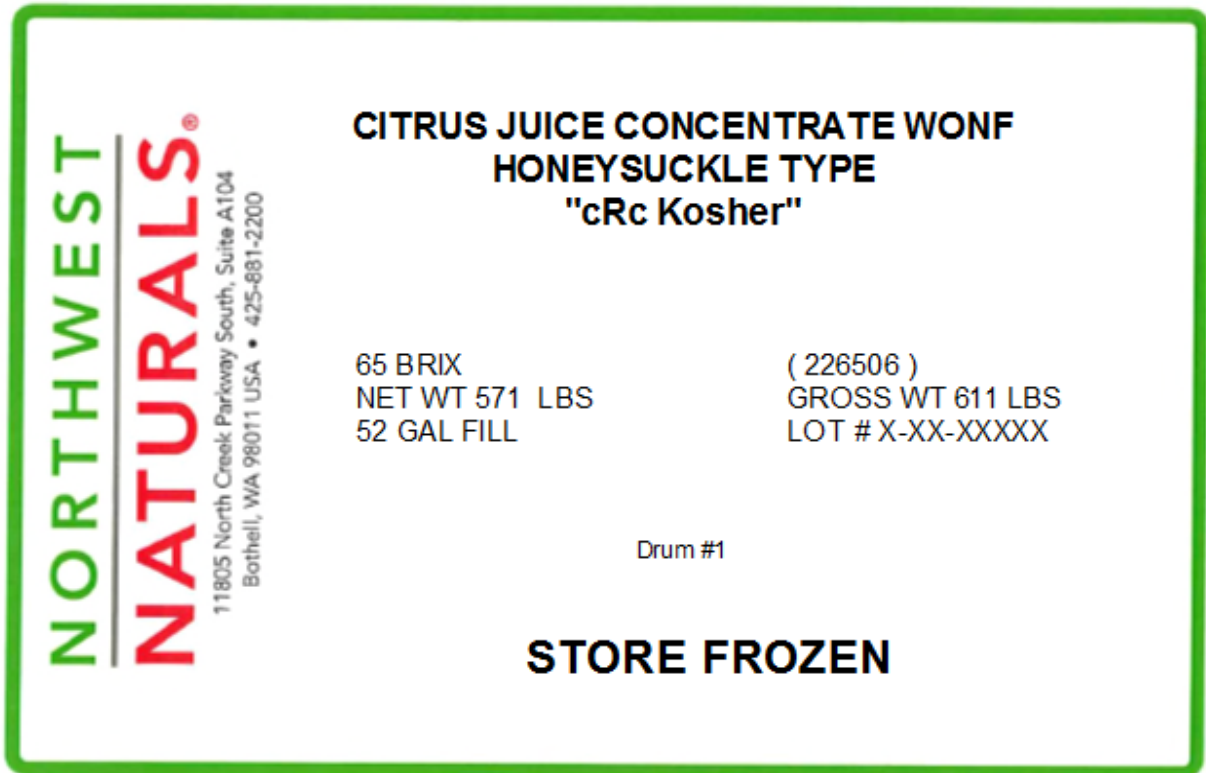 NORTHWEST
NATURALS®
11805 North Creek Parkway South, Suite A104
Bothell, WA 98011 USA • 425-881-2200
CITRUS JUICE CONCENTRATE WONF
HONEYSUCKLE TYPE
"cRc Kosher"
65 BRIX ( 226506 )
NET WT 571 LBS GROSS WT 611 LBS
52 GAL FILL LOT # X-XX-XXXXX
Drum #1
STORE FROZEN